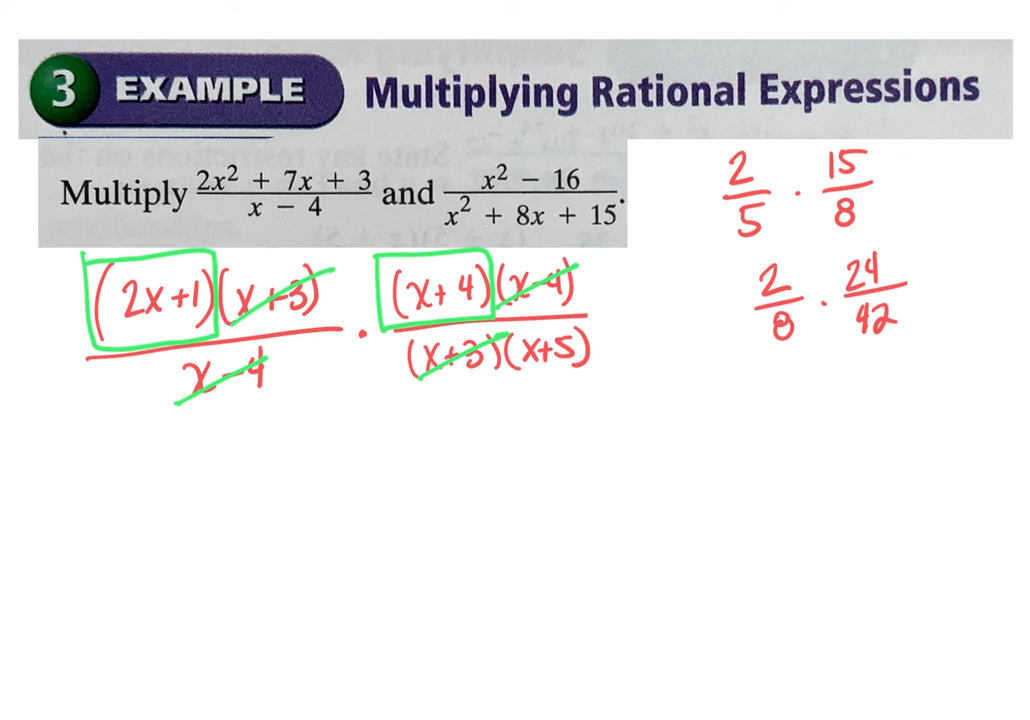 3 EXAMPLE Multiplying Rational Expressions
Multiply (2x² + 7x + 3)/(x − 4) and (x² − 16)/(x² + 8x + 15).
2/5 · 15/8
2/8 · 24/42
(2x+1)(x+3)/(x−4) · (x+4)(x−4)/((x+3)(x+5))